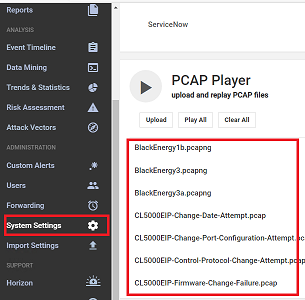 Reports
ANALYSIS
Event Timeline
Data Mining
Trends & Statistics
Risk Assessment
Attack Vectors
ADMINISTRATION
Custom Alerts
Users
Forwarding
System Settings
Import Settings
SUPPORT
Horizon
ServiceNow
PCAP Player
upload and replay PCAP files
Upload Play All Clear All
BlackEnergy1b.pcapng
BlackEnergy3.pcapng
BlackEnergy3a.pcapng
CL5000EIP-Change-Date-Attempt.pcap
CL5000EIP-Change-Port-Configuration-Attempt.pc
CL5000EIP-Control-Protocol-Change-Attempt.pcap
CL5000EIP-Firmware-Change-Failure.pcap